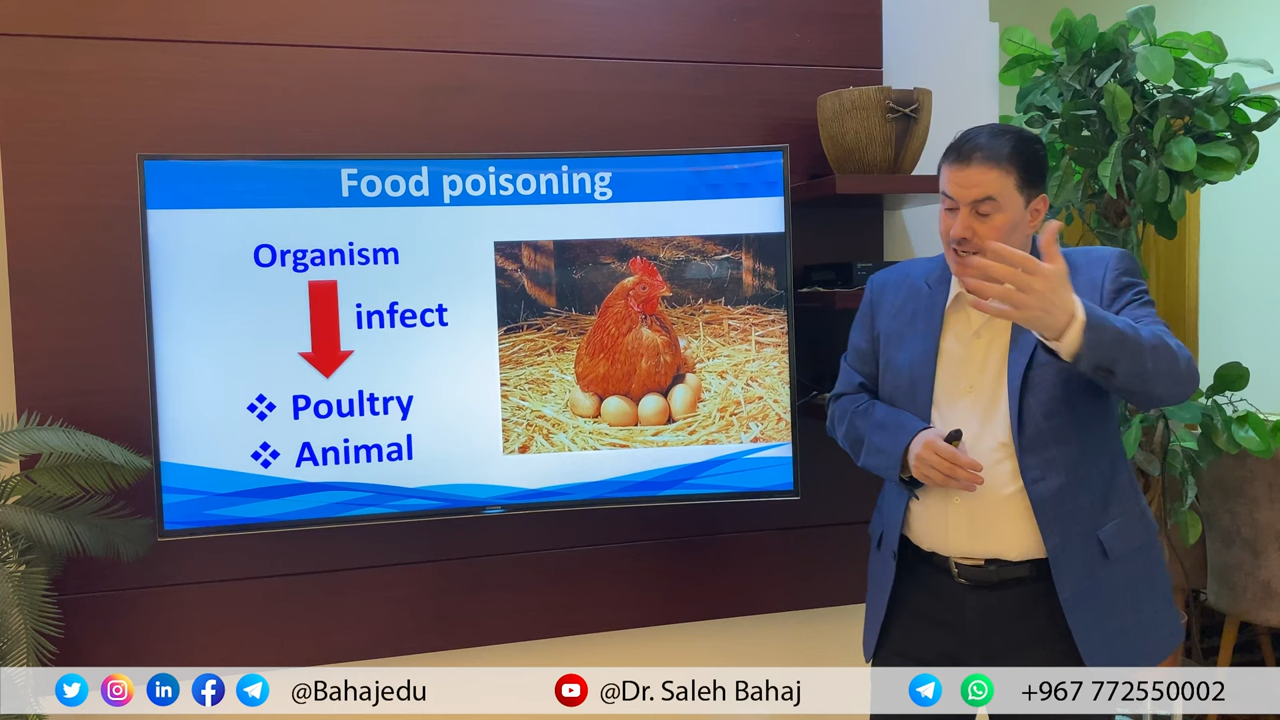 Food poisoning
Organism
infect
Poultry
Animal
@Bahajedu
@Dr. Saleh Bahaj
+967 772550002